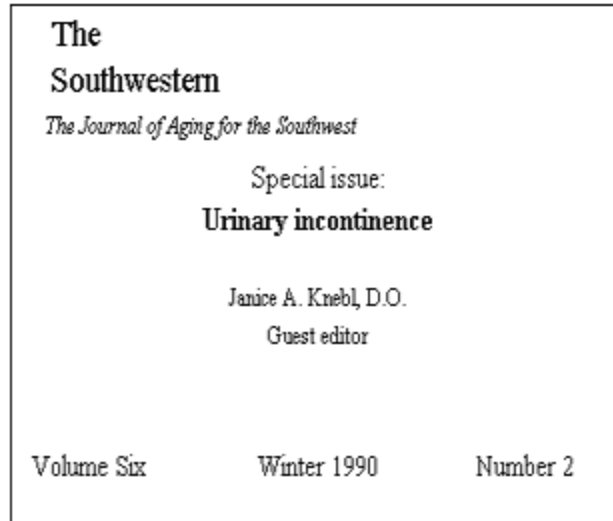 The
Southwestern
The Journal of Aging for the Southwest
Special issue:
Urinary incontinence
Janice A. Knebl, D.O.
Guest editor
Volume Six Winter 1990 Number 2